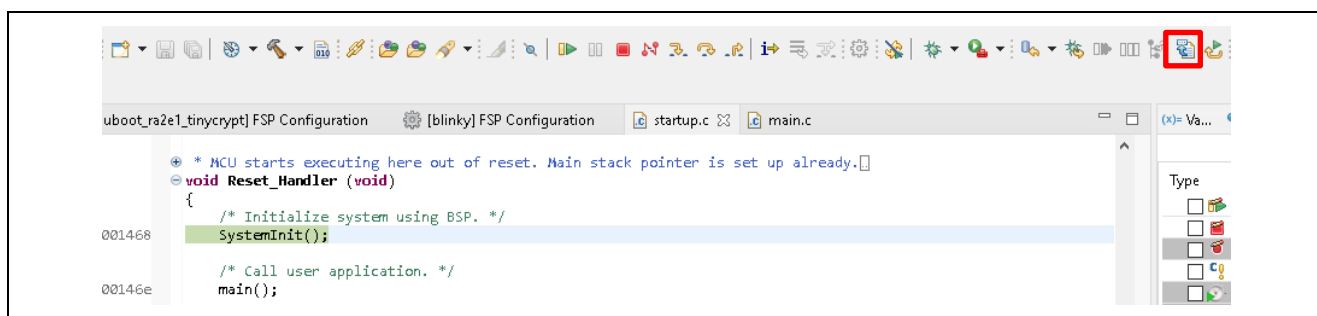 uboot_ra2e1_tinycrypt] FSP Configuration [blinky] FSP Configuration startup.c main.c (x)= Va...
* MCU starts executing here out of reset. Main stack pointer is set up already.
void Reset_Handler (void) Type
{
/* Initialize system using BSP. */
001468 SystemInit();
/* Call user application. */
00146e main();